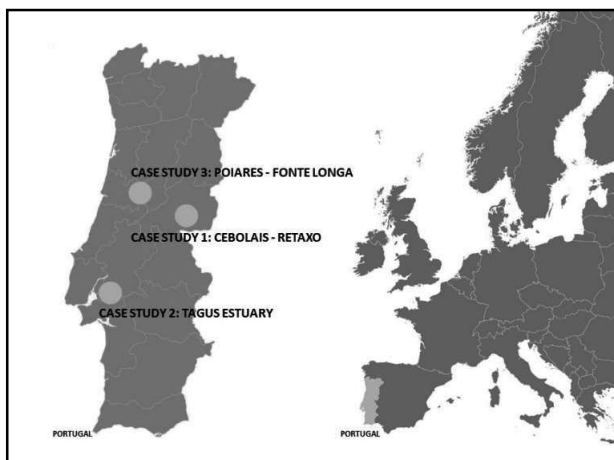 CASE STUDY 3: POIARES - FONTE LONGA
CASE STUDY 1: CEBOLAIS - RETAXO
CASE STUDY 2: TAGUS ESTUARY
PORTUGAL
PORTUGAL